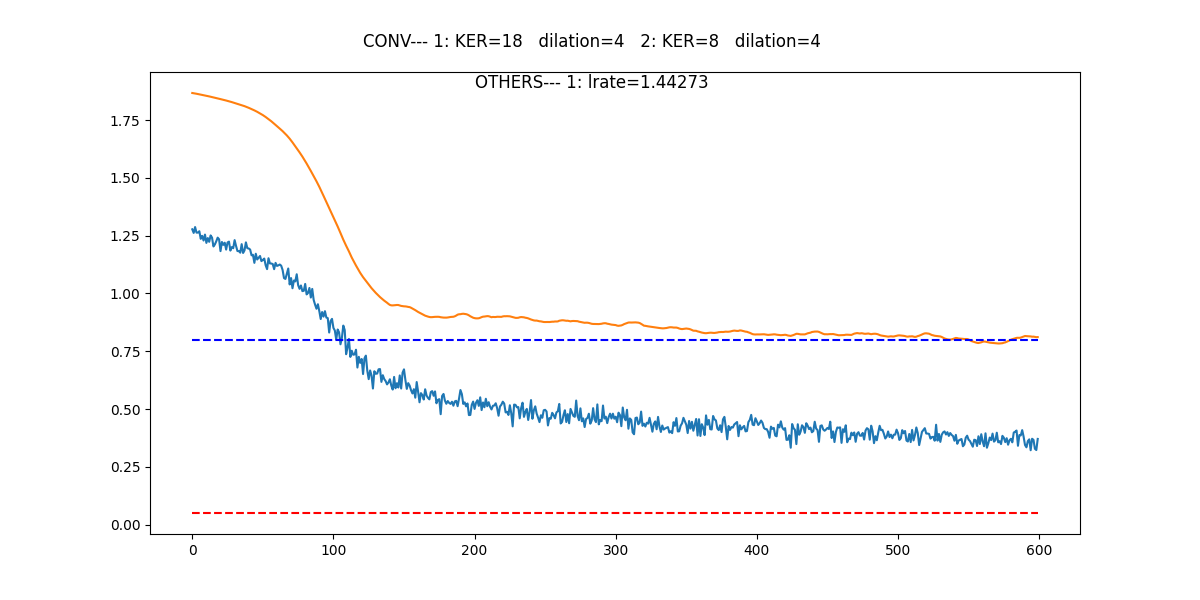 CONV--- 1: KER=18   dilation=4   2: KER=8   dilation=4
OTHERS--- 1: lrate=1.44273
1.75
1.50
1.25
1.00
0.75
0.50
0.25
0.00
0 100 200 300 400 500 600